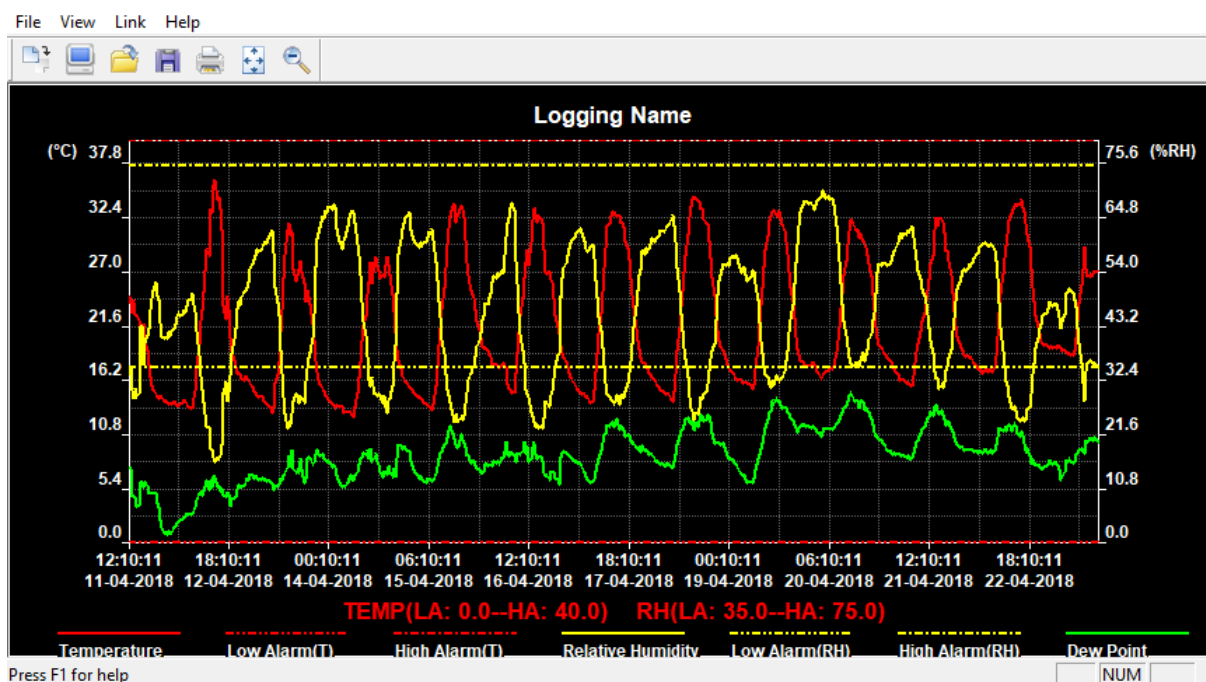 File View Link Help
Logging Name
(°C) 37.8
75.6 (%RH)
32.4
64.8
27.0
54.0
21.6
43.2
16.2
32.4
10.8
21.6
5.4
10.8
0.0
0.0
12:10:11 18:10:11 00:10:11 06:10:11 12:10:11 18:10:11 00:10:11 06:10:11 12:10:11 18:10:11
11-04-2018 12-04-2018 14-04-2018 15-04-2018 16-04-2018 17-04-2018 19-04-2018 20-04-2018 21-04-2018 22-04-2018
TEMP(LA: 0.0--HA: 40.0) RH(LA: 35.0--HA: 75.0)
Temperature Low Alarm(T) High Alarm(T) Relative Humidity Low Alarm(RH) High Alarm(RH) Dew Point
Press F1 for help NUM